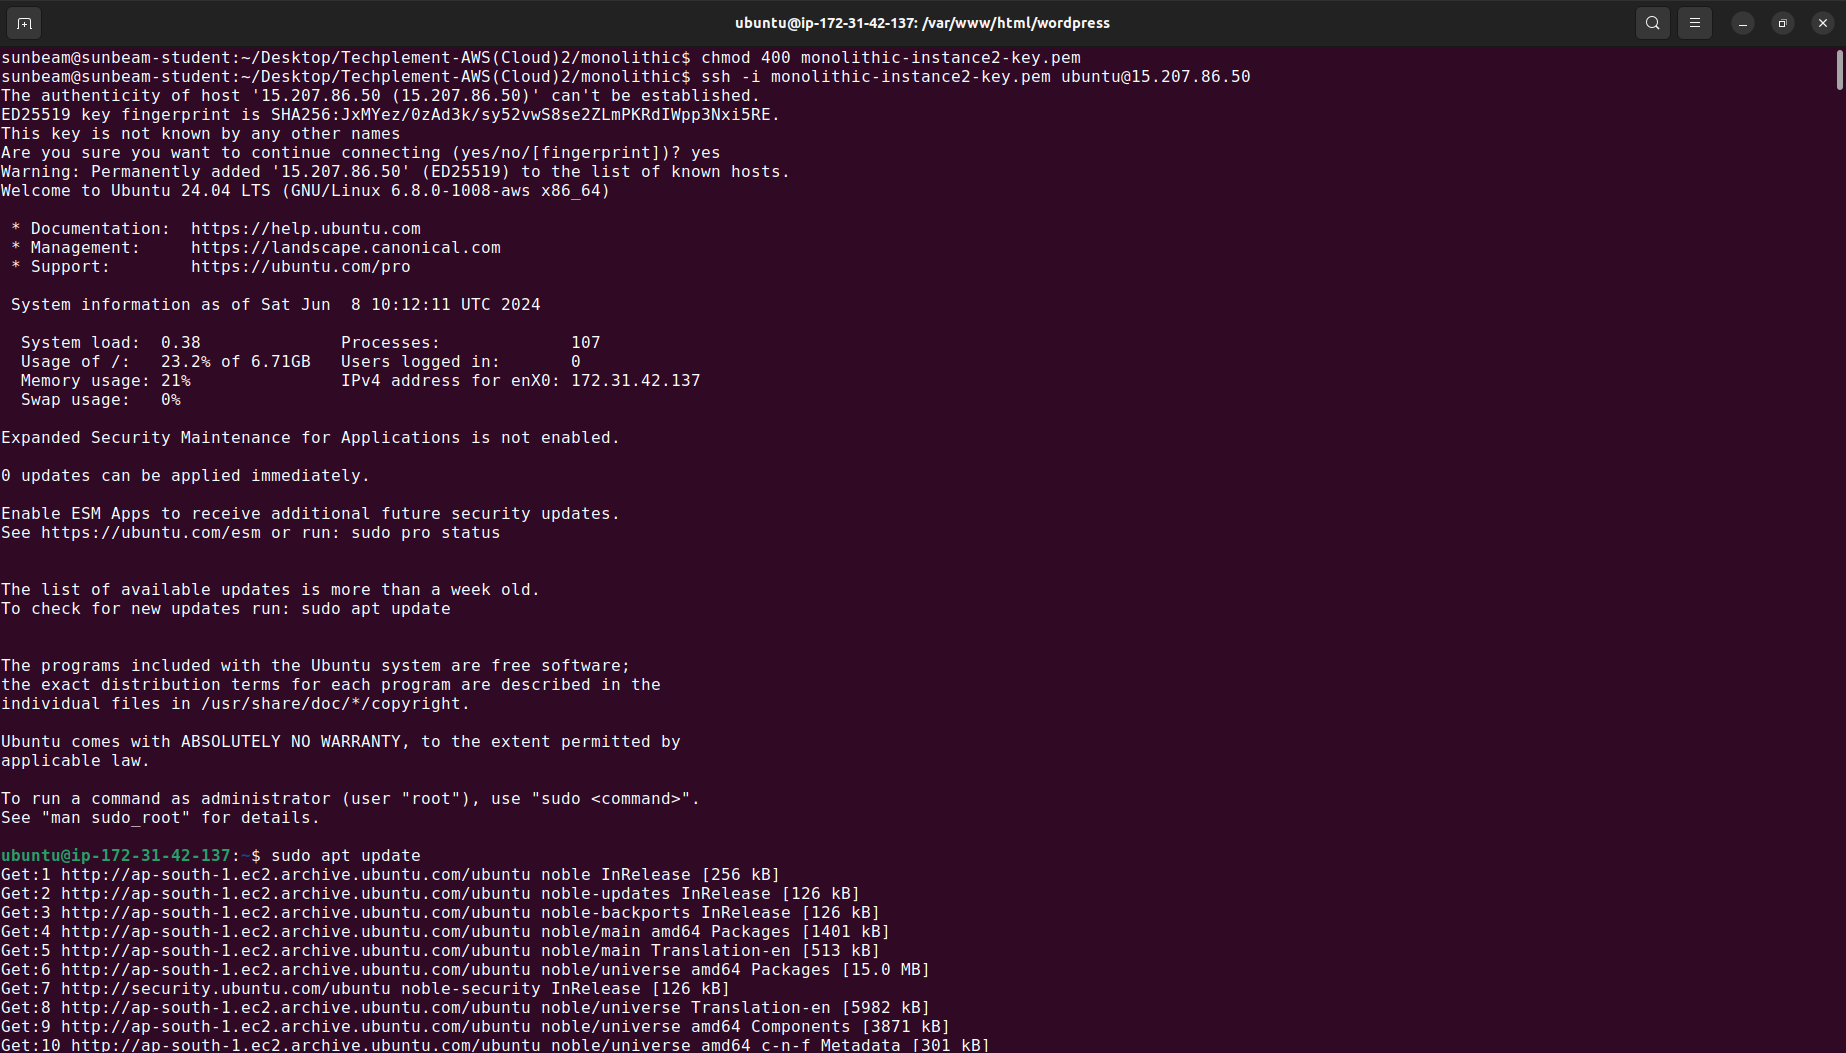 ubuntu@ip-172-31-42-137: /var/www/html/wordpress
sunbeam@sunbeam-student:~/Desktop/Techplement-AWS(Cloud)2/monolithic$ chmod 400 monolithic-instance2-key.pem
sunbeam@sunbeam-student:~/Desktop/Techplement-AWS(Cloud)2/monolithic$ ssh -i monolithic-instance2-key.pem ubuntu@15.207.86.50
The authenticity of host '15.207.86.50 (15.207.86.50)' can't be established.
ED25519 key fingerprint is SHA256:JxMYez/0zAd3k/sy52vwS8se2ZLmPKRdIWpp3Nxi5RE.
This key is not known by any other names
Are you sure you want to continue connecting (yes/no/[fingerprint])? yes
Warning: Permanently added '15.207.86.50' (ED25519) to the list of known hosts.
Welcome to Ubuntu 24.04 LTS (GNU/Linux 6.8.0-1008-aws x86_64)
* Documentation:  https://help.ubuntu.com
* Management:     https://landscape.canonical.com
* Support:        https://ubuntu.com/pro
System information as of Sat Jun  8 10:12:11 UTC 2024
System load:  0.38              Processes:             107
Usage of /:   23.2% of 6.71GB   Users logged in:       0
Memory usage: 21%               IPv4 address for enX0: 172.31.42.137
Swap usage:   0%
Expanded Security Maintenance for Applications is not enabled.
0 updates can be applied immediately.
Enable ESM Apps to receive additional future security updates.
See https://ubuntu.com/esm or run: sudo pro status
The list of available updates is more than a week old.
To check for new updates run: sudo apt update
The programs included with the Ubuntu system are free software;
the exact distribution terms for each program are described in the
individual files in /usr/share/doc/*/copyright.
Ubuntu comes with ABSOLUTELY NO WARRANTY, to the extent permitted by
applicable law.
To run a command as administrator (user "root"), use "sudo <command>".
See "man sudo_root" for details.
ubuntu@ip-172-31-42-137:~$ sudo apt update
Get:1 http://ap-south-1.ec2.archive.ubuntu.com/ubuntu noble InRelease [256 kB]
Get:2 http://ap-south-1.ec2.archive.ubuntu.com/ubuntu noble-updates InRelease [126 kB]
Get:3 http://ap-south-1.ec2.archive.ubuntu.com/ubuntu noble-backports InRelease [126 kB]
Get:4 http://ap-south-1.ec2.archive.ubuntu.com/ubuntu noble/main amd64 Packages [1401 kB]
Get:5 http://ap-south-1.ec2.archive.ubuntu.com/ubuntu noble/main Translation-en [513 kB]
Get:6 http://ap-south-1.ec2.archive.ubuntu.com/ubuntu noble/universe amd64 Packages [15.0 MB]
Get:7 http://security.ubuntu.com/ubuntu noble-security InRelease [126 kB]
Get:8 http://ap-south-1.ec2.archive.ubuntu.com/ubuntu noble/universe Translation-en [5982 kB]
Get:9 http://ap-south-1.ec2.archive.ubuntu.com/ubuntu noble/universe amd64 Components [3871 kB]
Get:10 http://ap-south-1.ec2.archive.ubuntu.com/ubuntu noble/universe amd64 c-n-f Metadata [301 kB]